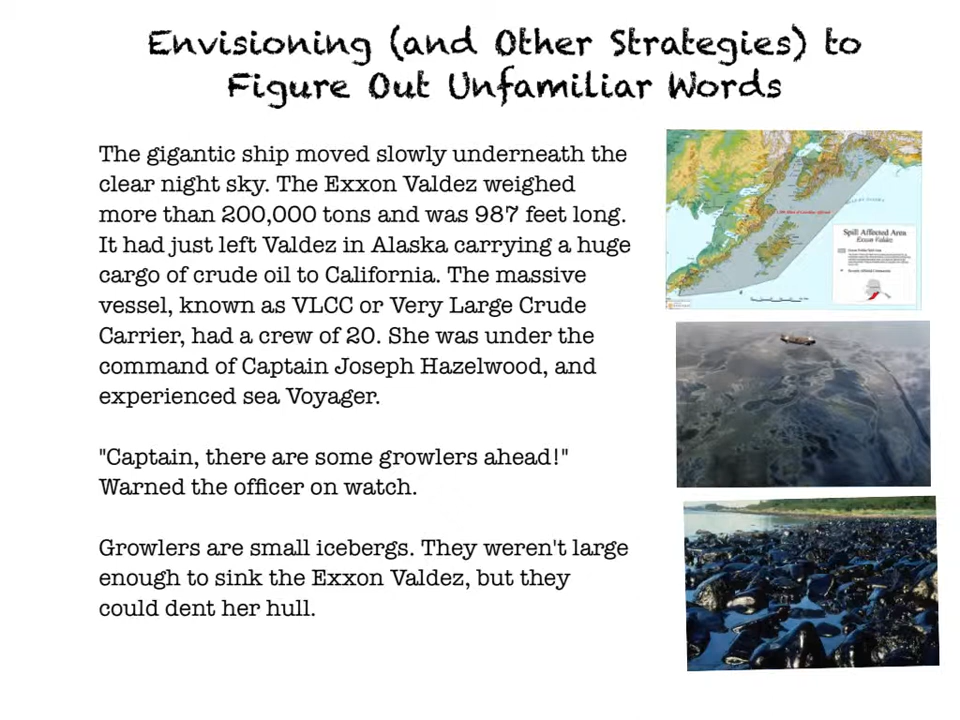 Envisioning (and Other Strategies) to
Figure Out Unfamiliar Words
The gigantic ship moved slowly underneath the
clear night sky. The Exxon Valdez weighed
more than 200,000 tons and was 987 feet long.
It had just left Valdez in Alaska carrying a huge
cargo of crude oil to California. The massive
vessel, known as VLCC or Very Large Crude
Carrier, had a crew of 20. She was under the
command of Captain Joseph Hazelwood, and
experienced sea Voyager.
"Captain, there are some growlers ahead!"
Warned the officer on watch.
Growlers are small icebergs. They weren't large
enough to sink the Exxon Valdez, but they
could dent her hull.
Spill Affected Area
Exxon Valdez